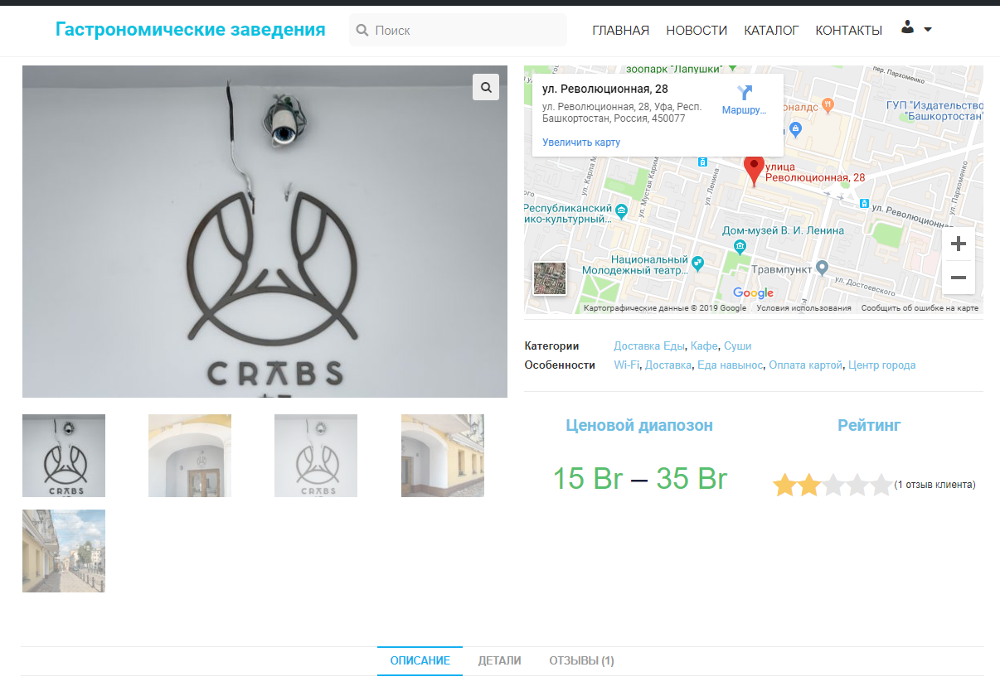 Гастрономические заведения
Поиск
ГЛАВНАЯ НОВОСТИ КАТАЛОГ КОНТАКТЫ
CRABS
зоопарк "Лапушки"
пер. Пархоменко
ул. Революционная, 28
ул. Революционная, 28, Уфа, Респ.
Башкортостан, Россия, 450077
Маршру...
Увеличить карту
оналдс
ГУП "Издательство
"Башкортостан"
улица
Революционная, 28
ул. Карла М
ул. Мустая Карим
ул. Ленина
ул. Пархоменко
Республиканский
ико-культурный...
ул. Революционная
Дом-музей В. И. Ленина
Национальный
Молодежный театр...
Травмпункт
ул. Достоевского
Google
Картографические данные © 2019 Google Условия использования Сообщить об ошибке на карте
CRABS
CRABS
Категории Доставка Еды, Кафе, Суши
Особенности Wi-Fi, Доставка, Еда навынос, Оплата картой, Центр города
Ценовой диапозон
15 Br – 35 Br
Рейтинг
(1 отзыв клиента)
ОПИСАНИЕ ДЕТАЛИ ОТЗЫВЫ (1)